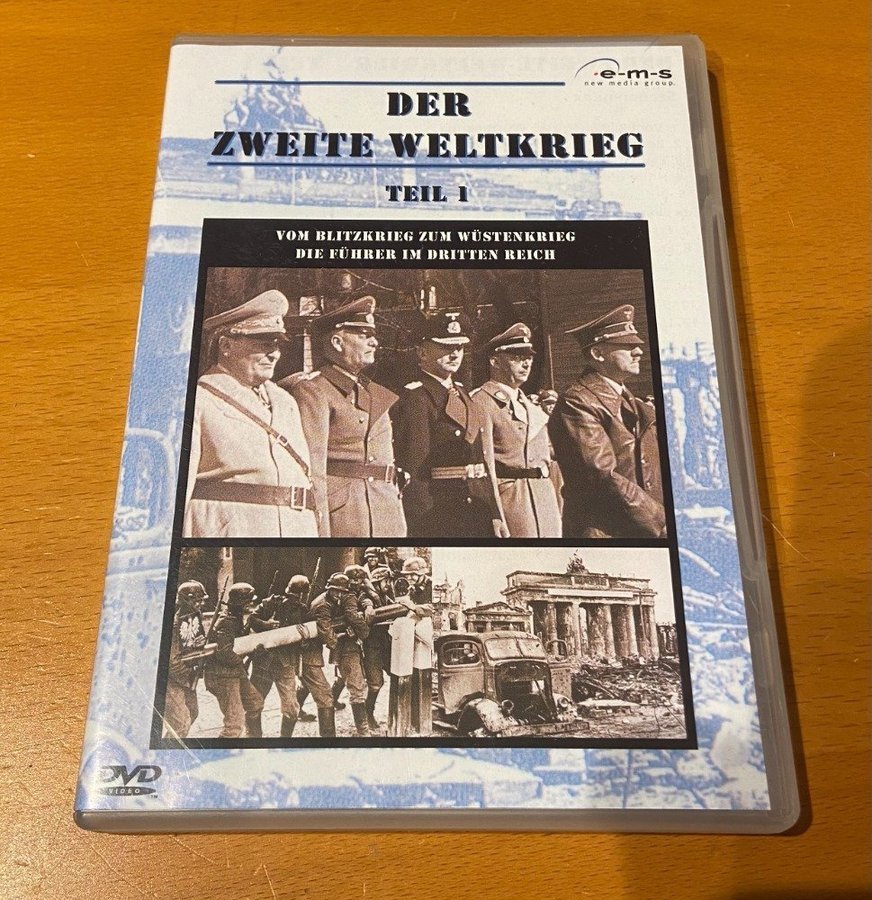 e-m-s
new media group.
DER
ZWEITE WELTKRIEG
TEIL 1
VOM BLITZKRIEG ZUM WÜSTENKRIEG
DIE FÜHRER IM DRITTEN REICH
DVD
VIDEO